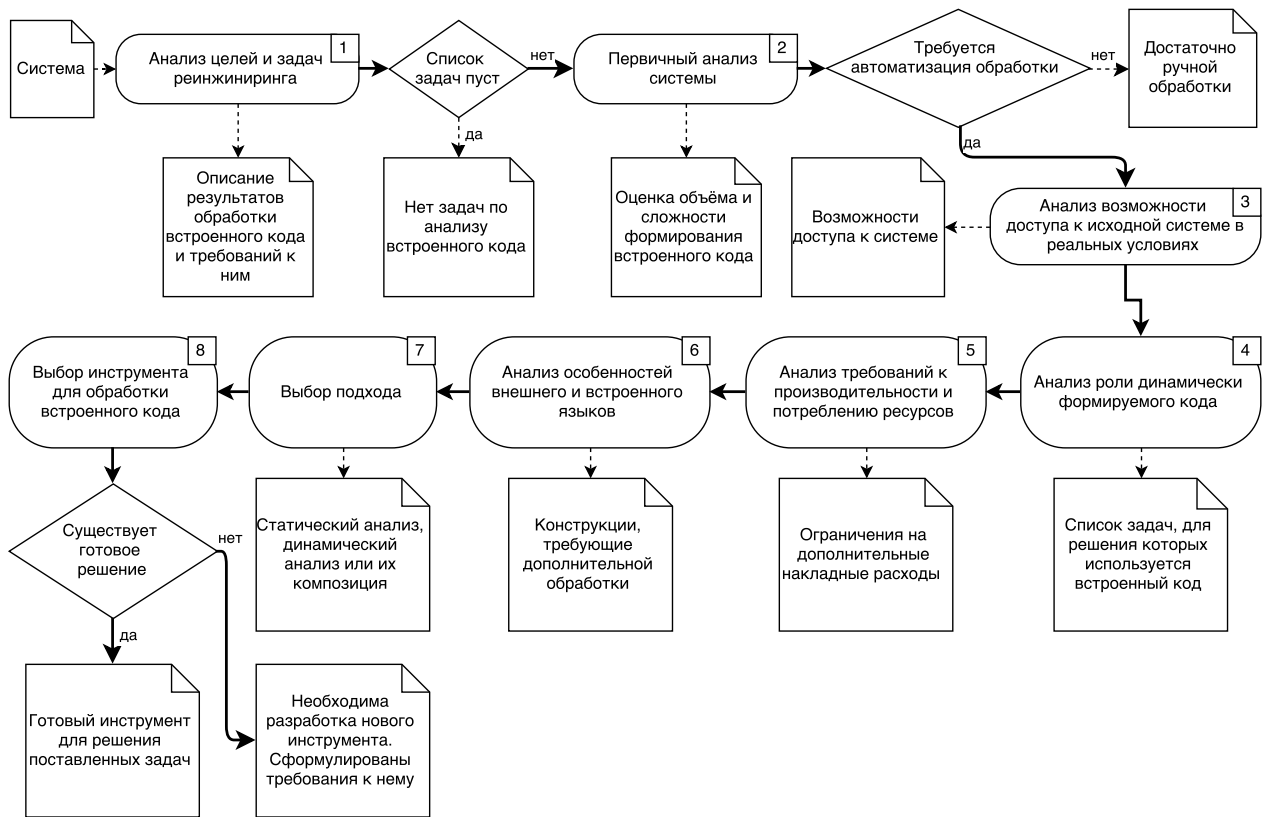 Система
Анализ целей и задач
реинжиниринга
1
Список
задач пуст
нет
да
Первичный анализ
системы
2
Требуется
автоматизация обработки
нет
да
Достаточно
ручной
обработки
Описание
результатов
обработки
встроенного кода
и требований к
ним
Нет задач по
анализу
встроенного кода
Оценка объёма и
сложности
формирования
встроенного кода
Возможности
доступа к системе
Анализ возможности
доступа к исходной системе в
реальных условиях
3
8
Выбор инструмента
для обработки
встроенного кода
7
Выбор подхода
6
Анализ особенностей
внешнего и встроенного
языков
5
Анализ требований к
производительности и
потреблению ресурсов
4
Анализ роли динамически
формируемого кода
Существует
готовое
решение
нет
да
Статический анализ,
динамический
анализ или их
композиция
Конструкции,
требующие
дополнительной
обработки
Ограничения на
дополнительные
накладные расходы
Список задач, для
решения которых
используется
встроенный код
Готовый инструмент
для решения
поставленных задач
Необходима
разработка нового
инструмента.
Сформулированы
требования к нему